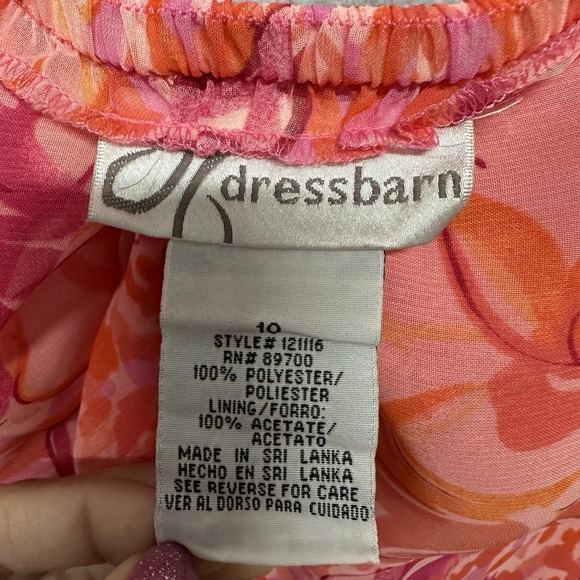 dressbarn
10
STYLE# 121116
RN# 89700
100% POLYESTER/
POLIESTER
LINING/FORRO:
100% ACETATE/
ACETATO
MADE IN SRI LANKA
HECHO EN SRI LANKA
SEE REVERSE FOR CARE
VER AL DORSO PARA CUIDADO